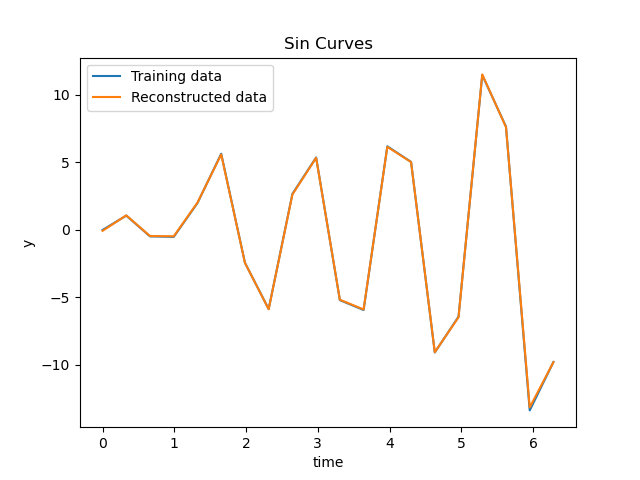 Sin Curves
Training data
Reconstructed data
10
5
0
−5
−10
y
0 1 2 3 4 5 6
time